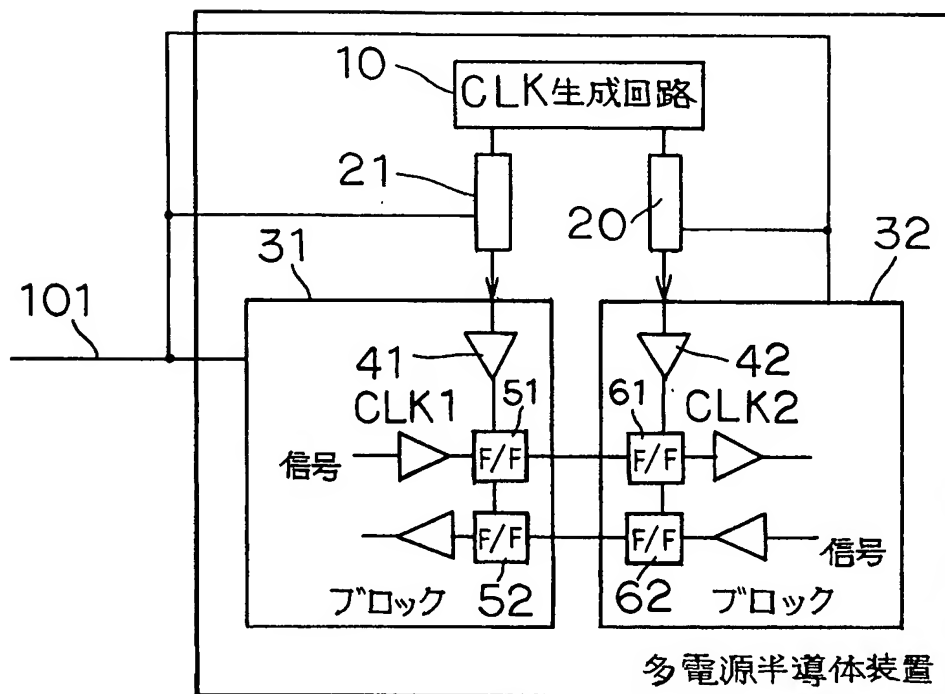 10
CLK生成回路
21
20
31
32
101
41
42
CLK1
51
61
CLK2
信号
F/F
F/F
F/F
F/F
信号
ブロック
52
62
ブロック
多電源半導体装置